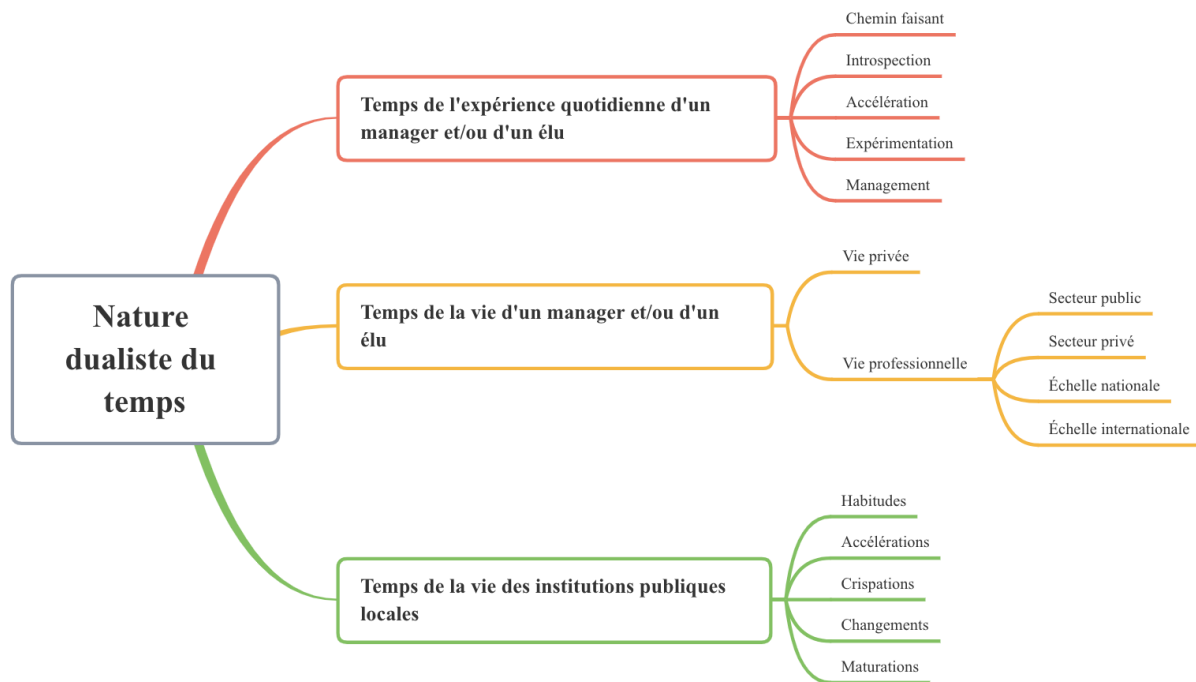 Nature
dualiste du
temps
Temps de l'expérience quotidienne d'un
manager et/ou d'un élu
Chemin faisant
Introspection
Accélération
Expérimentation
Management
Temps de la vie d'un manager et/ou d'un
élu
Vie privée
Vie professionnelle
Secteur public
Secteur privé
Échelle nationale
Échelle internationale
Temps de la vie des institutions publiques
locales
Habitudes
Accélérations
Crispations
Changements
Maturations